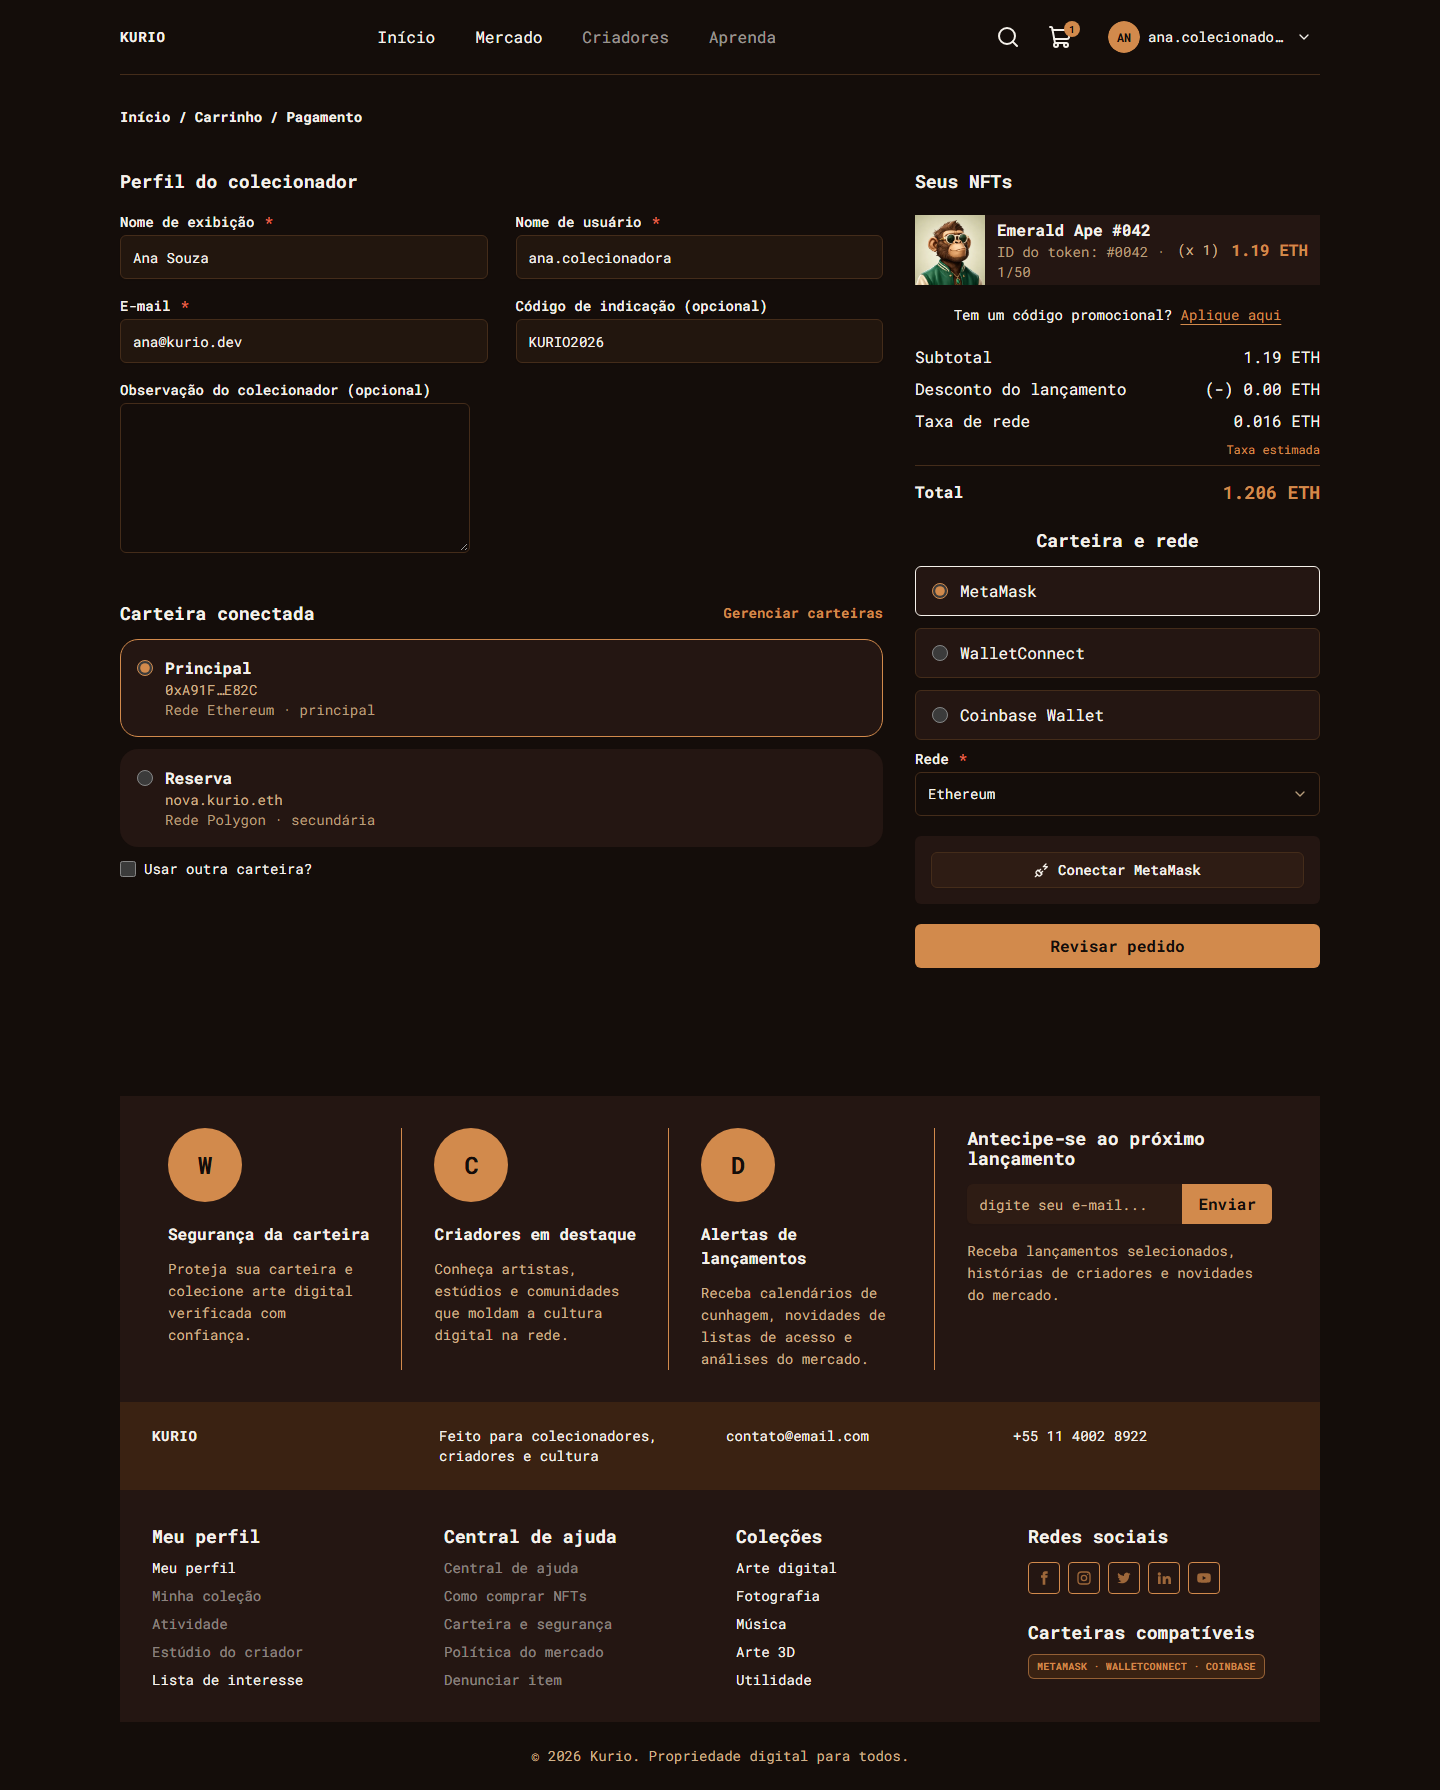 KURIO
Início
Mercado
Criadores
Aprenda
1
AN
ana.colecionado…
Início / Carrinho / Pagamento
Perfil do colecionador
Nome de exibição *
Ana Souza
Nome de usuário *
ana.colecionadora
E-mail *
ana@kurio.dev
Código de indicação (opcional)
KURIO2026
Observação do colecionador (opcional)
Carteira conectada
Gerenciar carteiras
Principal
0xA91F…E82C
Rede Ethereum · principal
Reserva
nova.kurio.eth
Rede Polygon · secundária
Usar outra carteira?
Seus NFTs
Emerald Ape #042
ID do token: #0042 ·
1/50
(x 1)
1.19 ETH
Tem um código promocional? Aplique aqui
Subtotal
1.19 ETH
Desconto do lançamento
(-) 0.00 ETH
Taxa de rede
0.016 ETH
Taxa estimada
Total
1.206 ETH
Carteira e rede
MetaMask
WalletConnect
Coinbase Wallet
Rede *
Ethereum
Conectar MetaMask
Revisar pedido
W
Segurança da carteira
Proteja sua carteira e
colecione arte digital
verificada com
confiança.
C
Criadores em destaque
Conheça artistas,
estúdios e comunidades
que moldam a cultura
digital na rede.
D
Alertas de
lançamentos
Receba calendários de
cunhagem, novidades de
listas de acesso e
análises do mercado.
Antecipe-se ao próximo
lançamento
digite seu e-mail...
Enviar
Receba lançamentos selecionados,
histórias de criadores e novidades
do mercado.
KURIO
Feito para colecionadores,
criadores e cultura
contato@email.com
+55 11 4002 8922
Meu perfil
Meu perfil
Minha coleção
Atividade
Estúdio do criador
Lista de interesse
Central de ajuda
Central de ajuda
Como comprar NFTs
Carteira e segurança
Política do mercado
Denunciar item
Coleções
Arte digital
Fotografia
Música
Arte 3D
Utilidade
Redes sociais
Carteiras compatíveis
METAMASK · WALLETCONNECT · COINBASE
© 2026 Kurio. Propriedade digital para todos.